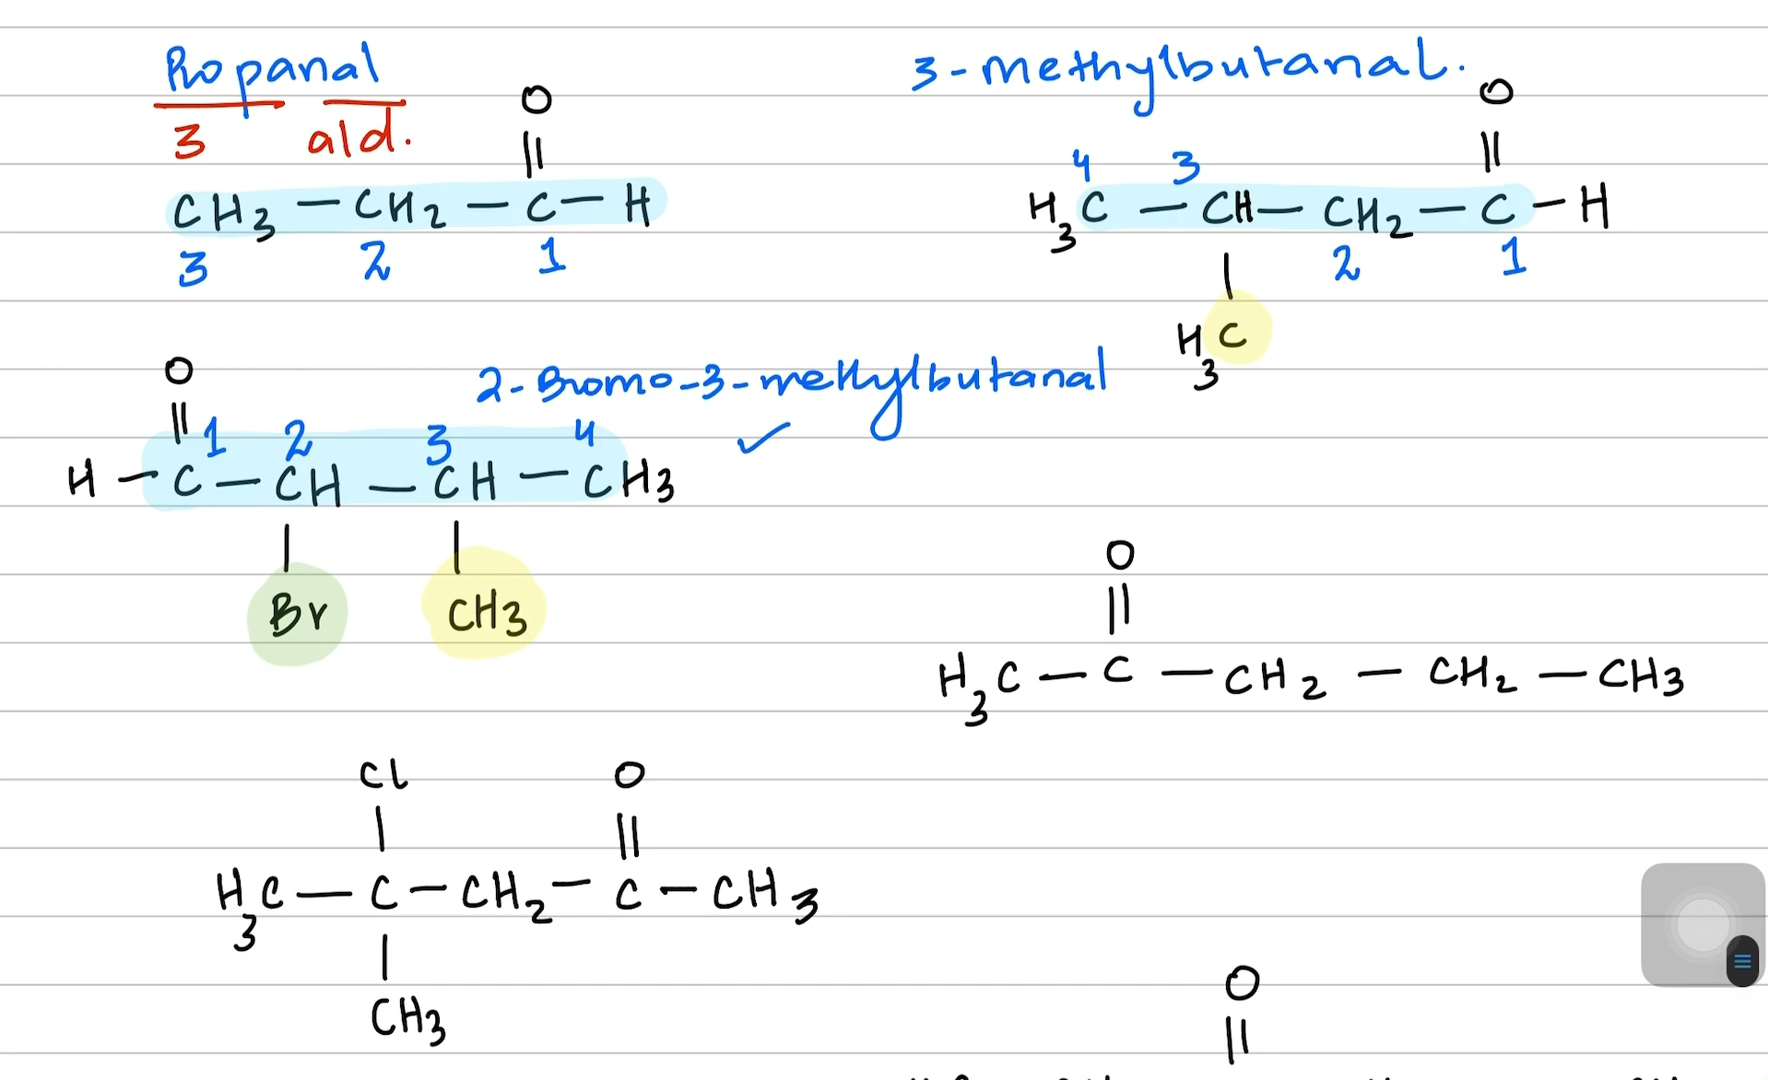 Propanal
3 ald.
O
||
CH3 — CH2 — C — H
3 2 1
3-methylbutanal.
O
||
4 3
H3C — CH — CH2 — C — H
2 1
|
H3C
2-Bromo-3-methylbutanal
O
|| 1 2 3 4 ✓
H — C — CH — CH — CH3
| |
Br CH3
O
||
H3C — C — CH2 — CH2 — CH3
Cl O
| ||
H3C — C — CH2 — C — CH3
|
CH3
O
||